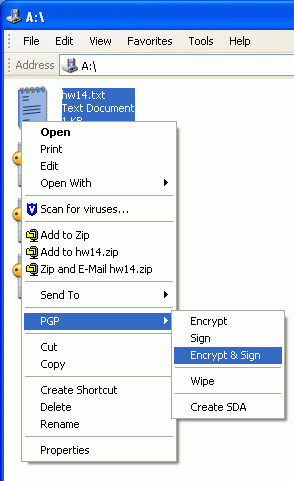 A:\
File Edit View Favorites Tools Help
Address A:\
hw14.txt
Text Document
1 KB
Open
Print
Edit
Open With
Scan for viruses...
Add to Zip
Add to hw14.zip
Zip and E-Mail hw14.zip
Send To
PGP
Encrypt
Sign
Encrypt & Sign
Wipe
Create SDA
Cut
Copy
Create Shortcut
Delete
Rename
Properties